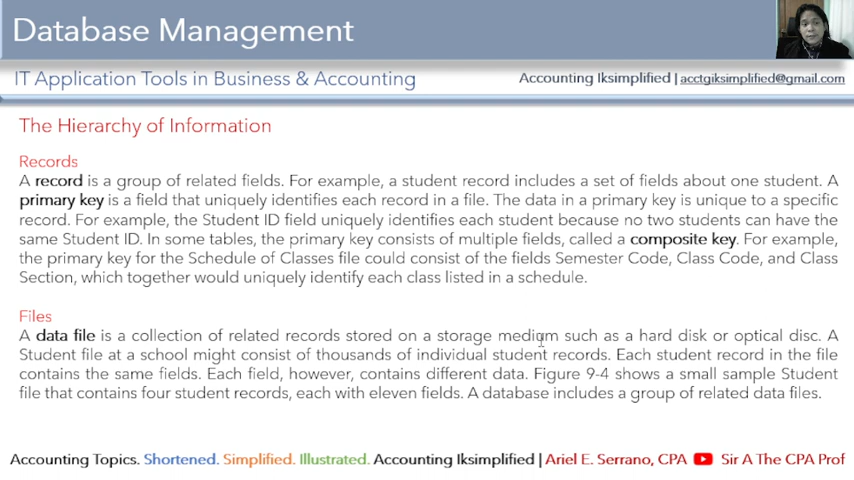 Database Management
IT Application Tools in Business & Accounting
Accounting Iksimplified | acctgiksimplified@gmail.com
The Hierarchy of Information
Records
A record is a group of related fields. For example, a student record includes a set of fields about one student. A
primary key is a field that uniquely identifies each record in a file. The data in a primary key is unique to a specific
record. For example, the Student ID field uniquely identifies each student because no two students can have the
same Student ID. In some tables, the primary key consists of multiple fields, called a composite key. For example,
the primary key for the Schedule of Classes file could consist of the fields Semester Code, Class Code, and Class
Section, which together would uniquely identify each class listed in a schedule.
Files
A data file is a collection of related records stored on a storage medium such as a hard disk or optical disc. A
Student file at a school might consist of thousands of individual student records. Each student record in the file
contains the same fields. Each field, however, contains different data. Figure 9-4 shows a small sample Student
file that contains four student records, each with eleven fields. A database includes a group of related data files.
Accounting Topics. Shortened. Simplified. Illustrated. Accounting Iksimplified | Ariel E. Serrano, CPA Sir A The CPA Prof